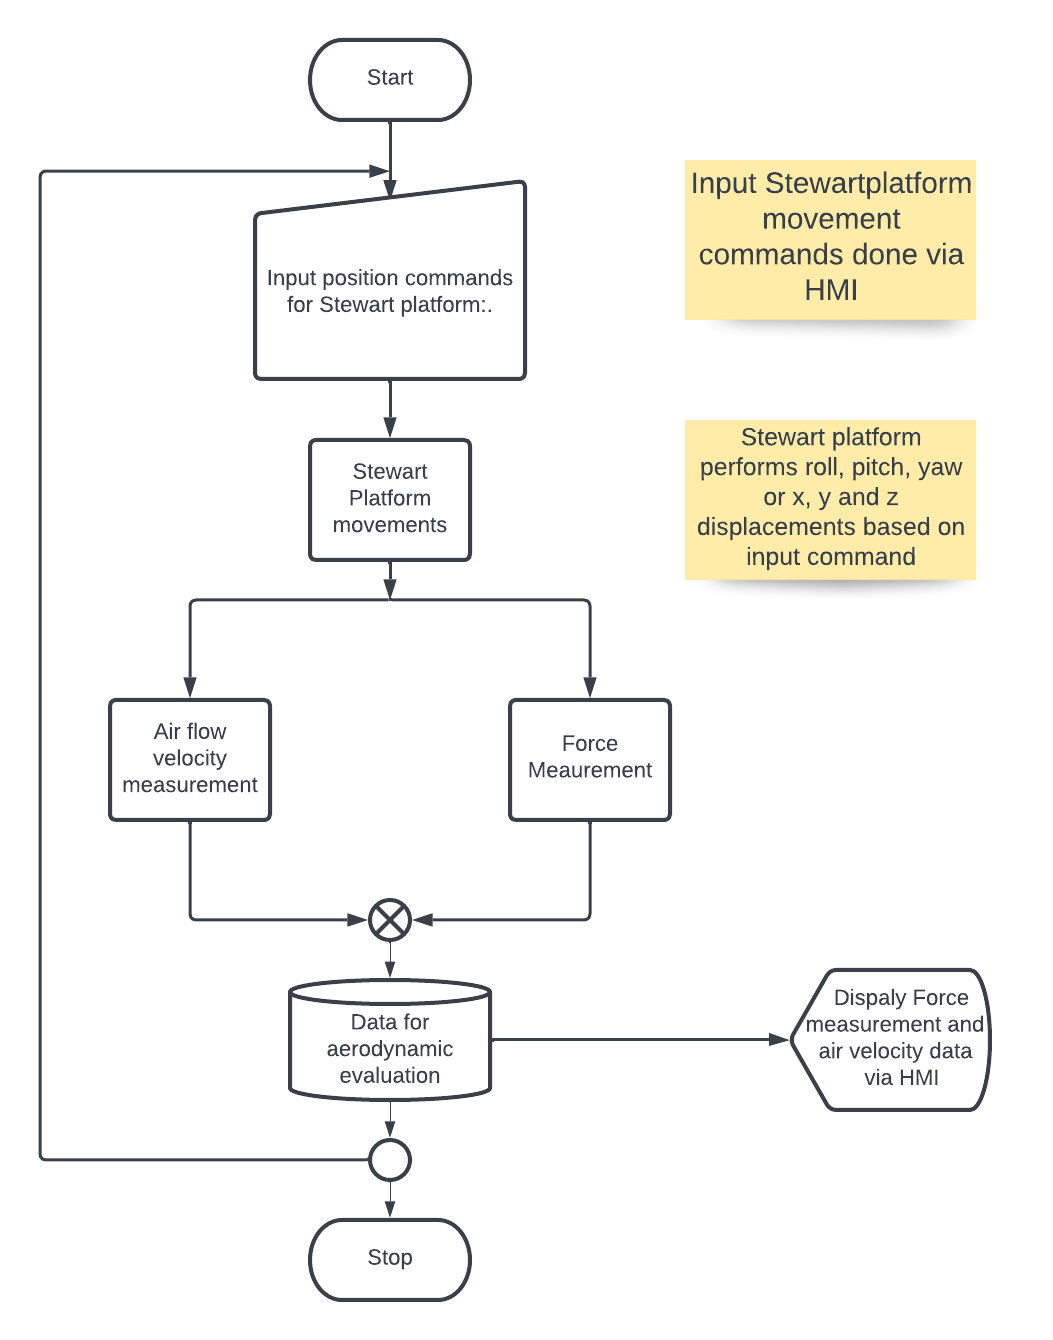 Start
Input Stewartplatform
movement
commands done via
HMI
Input position commands
for Stewart platform:.
Stewart platform
performs roll, pitch, yaw
or x, y and z
displacements based on
input command
Stewart
Platform
movements
Air flow
velocity
measurement
Force
Meaurement
Data for
aerodynamic
evaluation
Dispaly Force
measurement and
air velocity data
via HMI
Stop